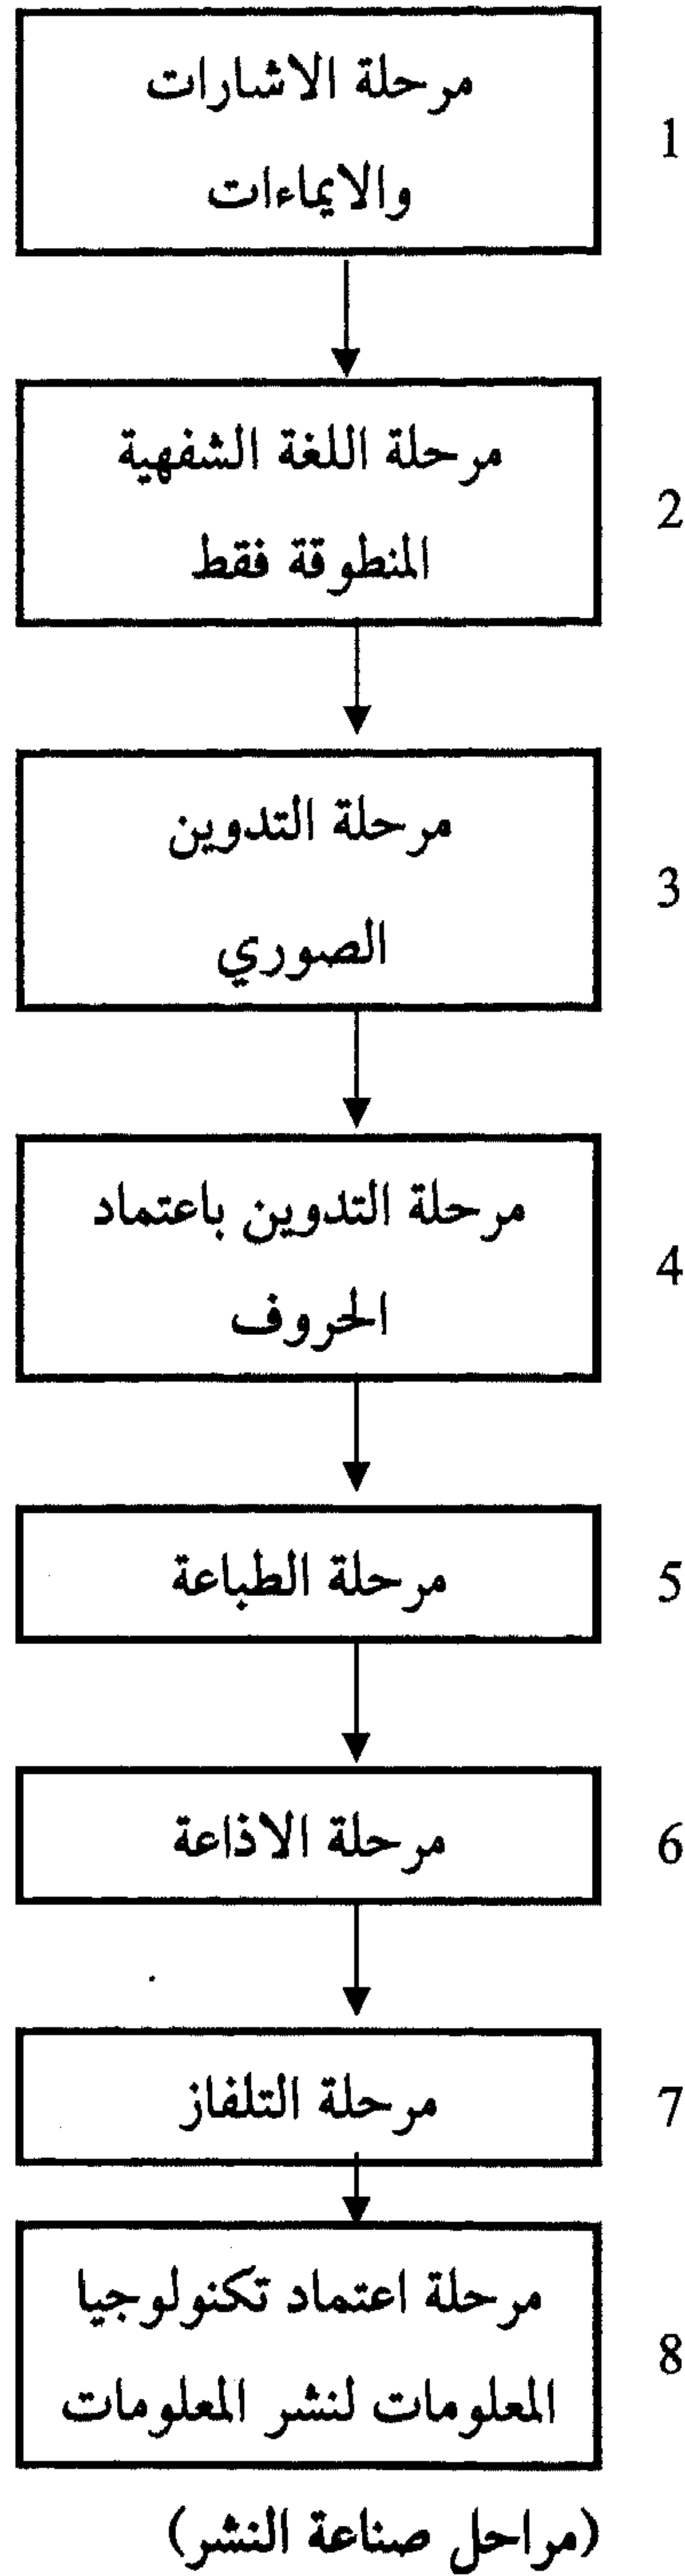 مرحلة الاشارات
والايماءات
1
مرحلة اللغة الشفهية
المنطوقة فقط
2
مرحلة التدوين
الصوري
3
مرحلة التدوين باعتماد
الحروف
4
مرحلة الطباعة
5
مرحلة الاذاعة
6
مرحلة التلفاز
7
مرحلة اعتماد تكنولوجيا
المعلومات لنشر المعلومات
8
(مراحل صناعة النشر)